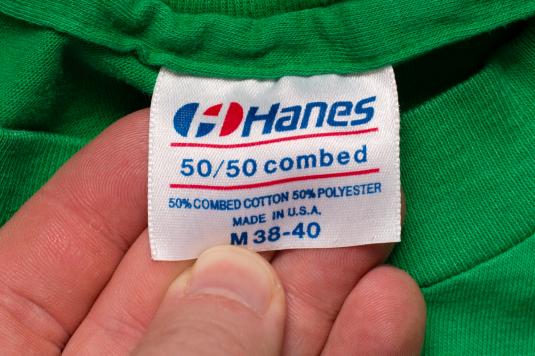 Hanes
50/50 combed
50% COMBED COTTON 50% POLYESTER
MADE IN U.S.A.
M 38-40